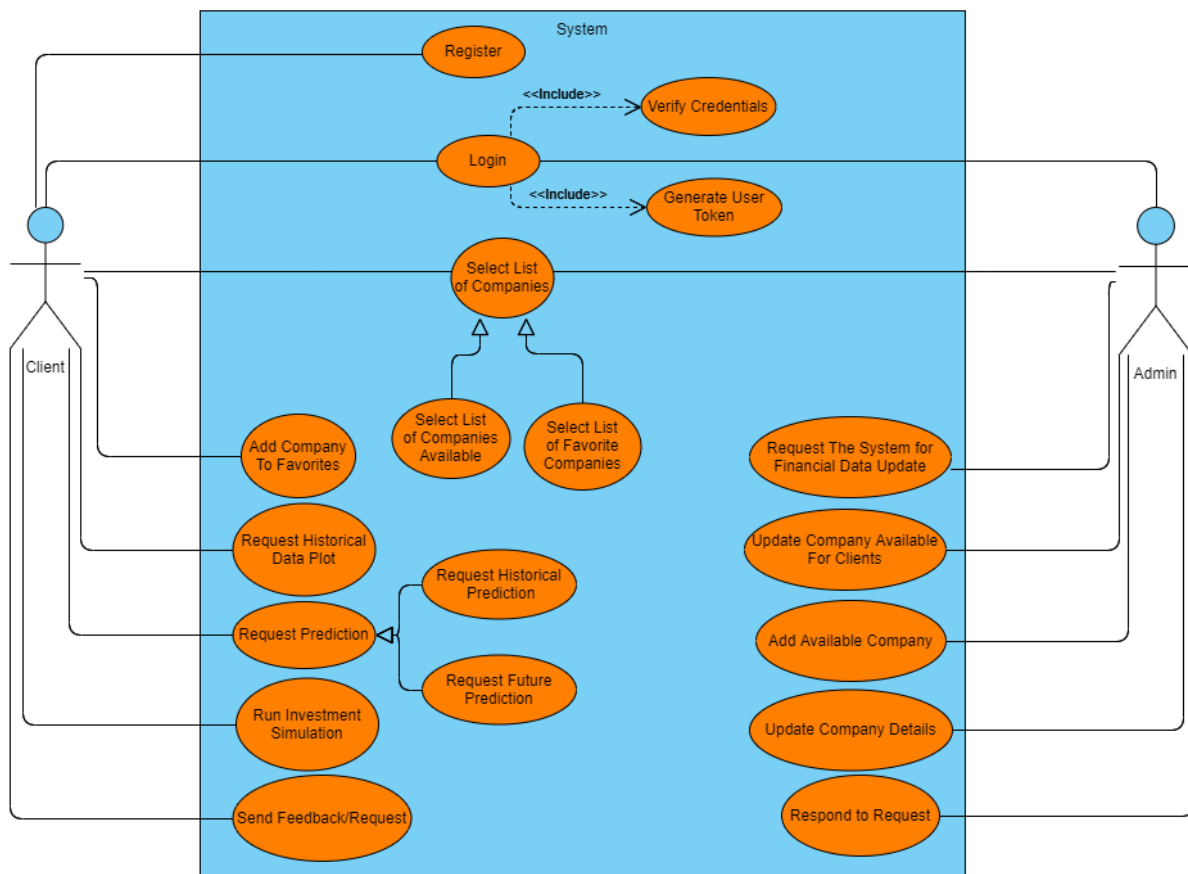 System
Register
<<Include>>
Verify Credentials
Login
<<Include>>
Generate User
Token
Select List
of Companies
Client
Admin
Select List
of Companies
Available
Select List
of Favorite
Companies
Add Company
To Favorites
Request The System for
Financial Data Update
Request Historical
Data Plot
Update Company Available
For Clients
Request Historical
Prediction
Request Prediction
Add Available Company
Request Future
Prediction
Run Investment
Simulation
Update Company Details
Send Feedback/Request
Respond to Request